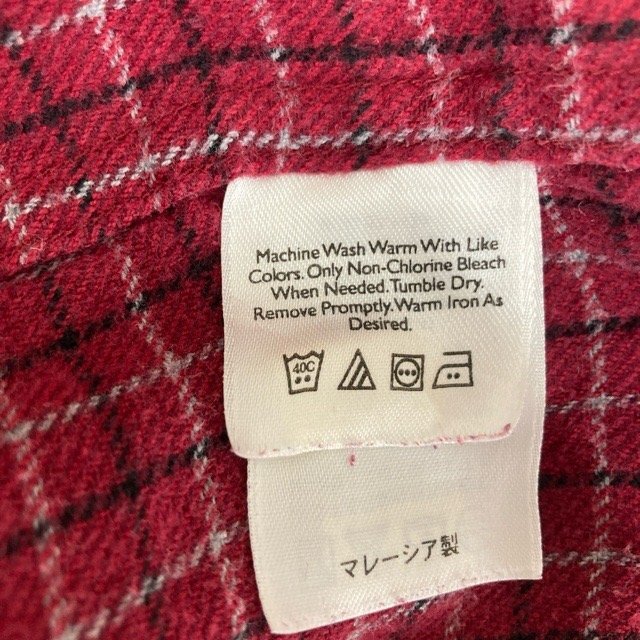 Machine Wash Warm With Like
Colors. Only Non-Chlorine Bleach
When Needed. Tumble Dry.
Remove Promptly. Warm Iron As
Desired.
40C
マレーシア製